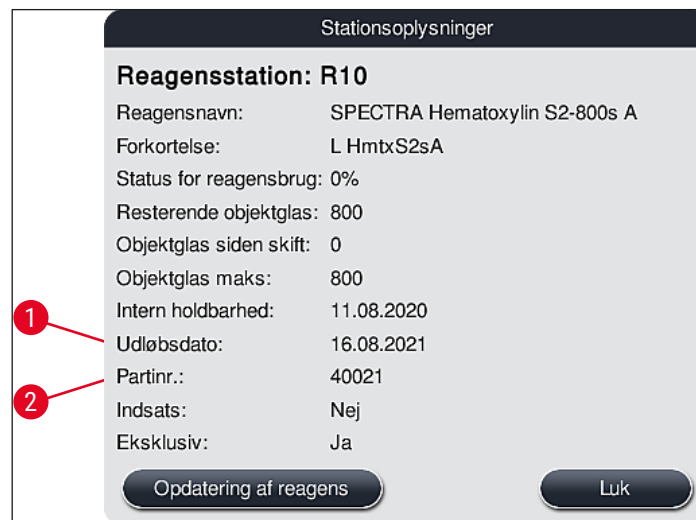 Stationsoplysninger
Reagensstation: R10
Reagensnavn: SPECTRA Hematoxylin S2-800s A
Forkortelse: L HmtxS2sA
Status for reagensbrug: 0%
Resterende objektglas: 800
Objektglas siden skift: 0
Objektglas maks: 800
Intern holdbarhed: 11.08.2020
1
Udløbsdato: 16.08.2021
2
Partinr.: 40021
Indsats: Nej
Eksklusiv: Ja
Opdatering af reagens Luk